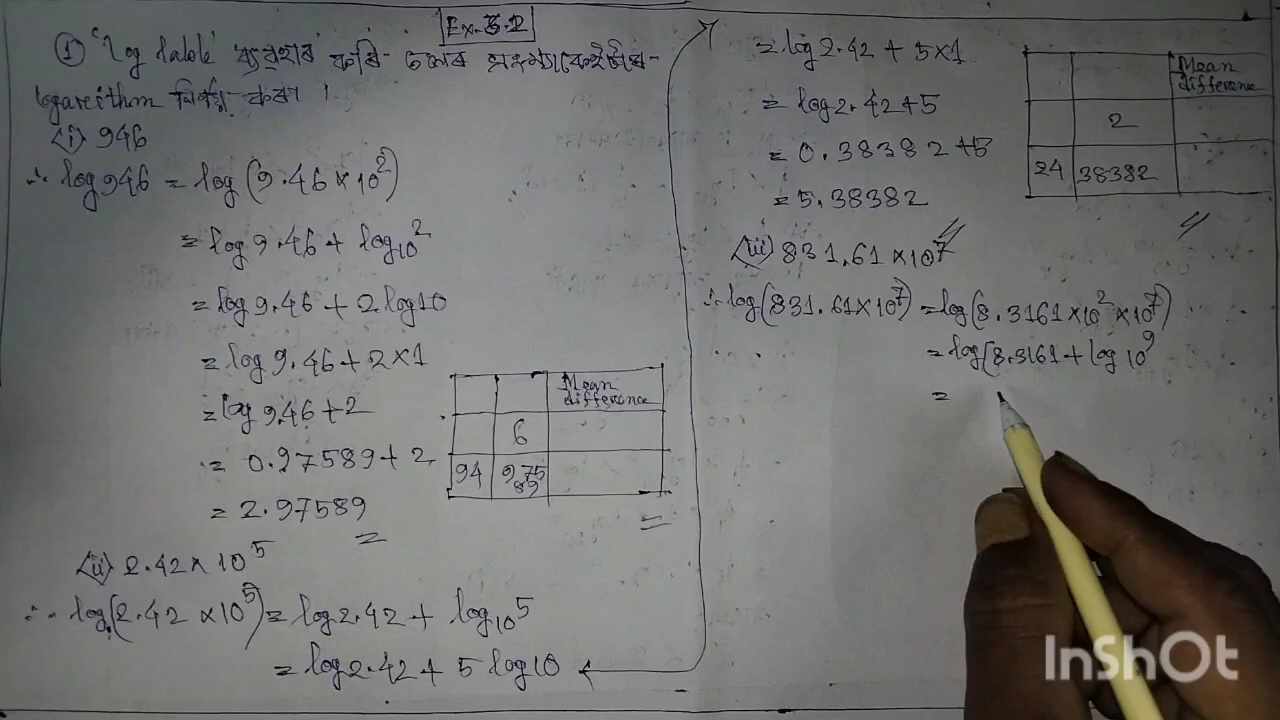 Ex. 3.2
① 'log table' ব্যৱহাৰ কৰি তলৰ
logarithm নিৰ্ণয় কৰা ।
(i) 946
∴ log 946 = log (9.46 × 10²)
= log 9.46 + log 10²
= log 9.46 + 2 log 10
= log 9.46 + 2 × 1
= log 9.46 + 2
= 0.97589 + 2
= 2.97589
Mean difference
6
94 97589
(ii) 2.42 × 10⁵
∴ log (2.42 × 10⁵) = log 2.42 + log 10⁵
= log 2.42 + 5 log 10
= log 2.42 + 5 × 1
= log 2.42 + 5
= 0.38382 + 5
= 5.38382
Mean difference
2
24 38382
(iii) 831.61 × 10⁷
∴ log (831.61 × 10⁷) = log (8.3161 × 10² × 10⁷)
= log (8.3161 + log 10⁹
=
InShOt